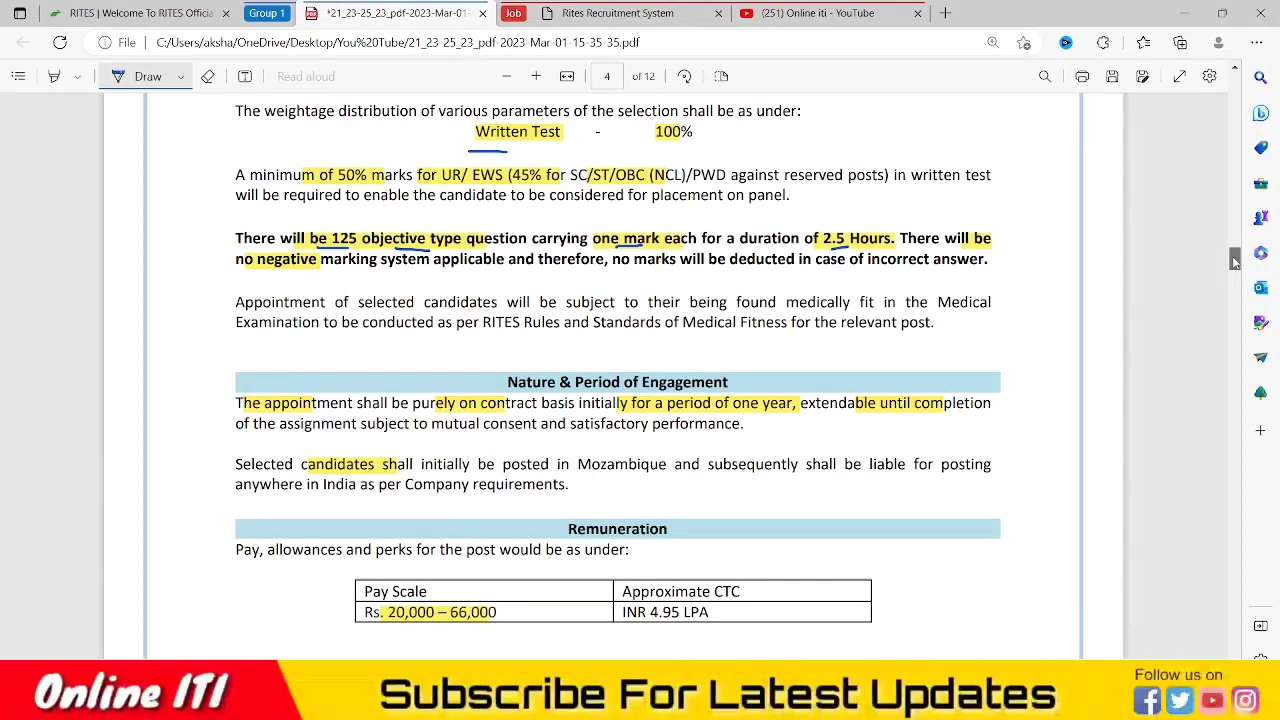 RITES | Welcome To RITES Officia
Group 1
*21_23-25_23_pdf-2023-Mar-01-
Job
Rites Recruitment System
(251) Online iti - YouTube
File
C:/Users/aksha/OneDrive/Desktop/You%20Tube/21_23-25_23_pdf-2023-Mar-01-15-35-35.pdf
Draw
Read aloud
4 of 12
The weightage distribution of various parameters of the selection shall be as under:
Written Test - 100%
A minimum of 50% marks for UR/ EWS (45% for SC/ST/OBC (NCL)/PWD against reserved posts) in written test
will be required to enable the candidate to be considered for placement on panel.
There will be 125 objective type question carrying one mark each for a duration of 2.5 Hours. There will be
no negative marking system applicable and therefore, no marks will be deducted in case of incorrect answer.
Appointment of selected candidates will be subject to their being found medically fit in the Medical
Examination to be conducted as per RITES Rules and Standards of Medical Fitness for the relevant post.
Nature & Period of Engagement
The appointment shall be purely on contract basis initially for a period of one year, extendable until completion
of the assignment subject to mutual consent and satisfactory performance.
Selected candidates shall initially be posted in Mozambique and subsequently shall be liable for posting
anywhere in India as per Company requirements.
Remuneration
Pay, allowances and perks for the post would be as under:
Pay Scale
Approximate CTC
Rs. 20,000 – 66,000
INR 4.95 LPA
Online ITI
Subscribe For Latest Updates
Follow us on